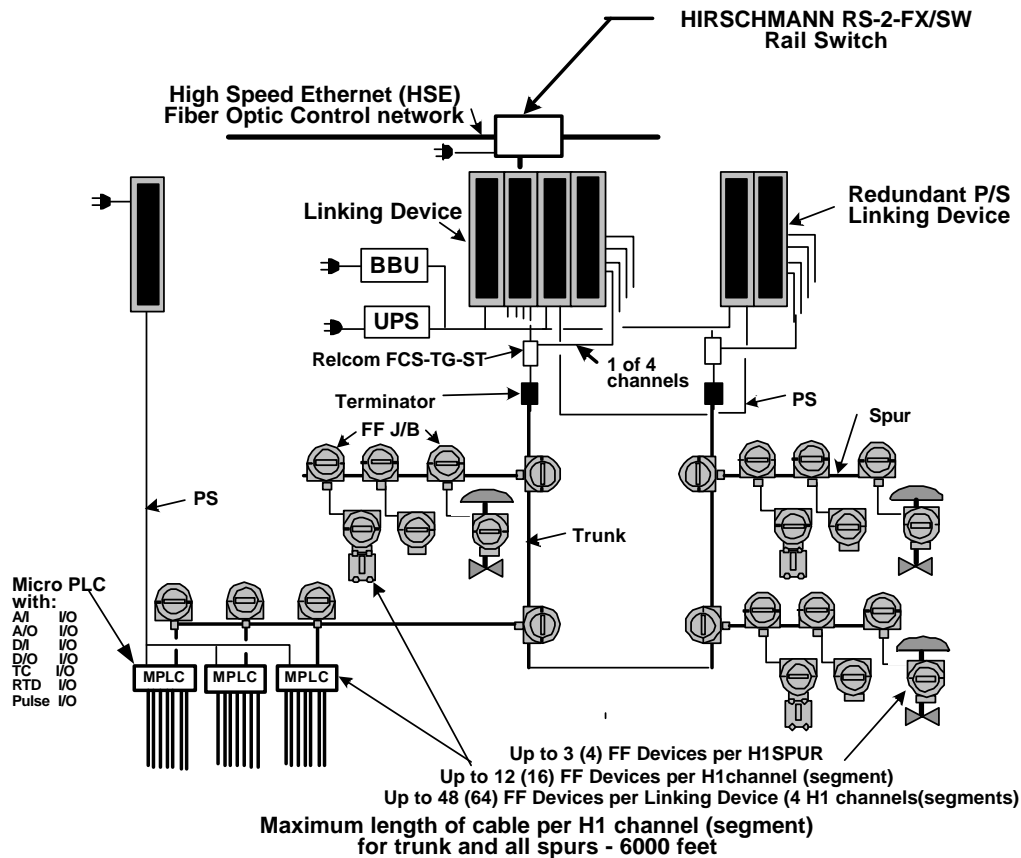 HIRSCHMANN RS-2-FX/SW
Rail Switch
High Speed Ethernet (HSE)
Fiber Optic Control network
Linking Device
Redundant P/S
Linking Device
BBU
UPS
Relcom FCS-TG-ST
1 of 4
channels
Terminator
PS
FF J/B
Spur
PS
Trunk
Micro PLC
with:
A/I I/O
A/O I/O
D/I I/O
D/O I/O
TC I/O
RTD I/O
Pulse I/O
MPLC
MPLC
MPLC
Up to 3 (4) FF Devices per H1SPUR
Up to 12 (16) FF Devices per H1channel (segment)
Up to 48 (64) FF Devices per Linking Device (4 H1 channels(segments)
Maximum length of cable per H1 channel (segment)
for trunk and all spurs - 6000 feet